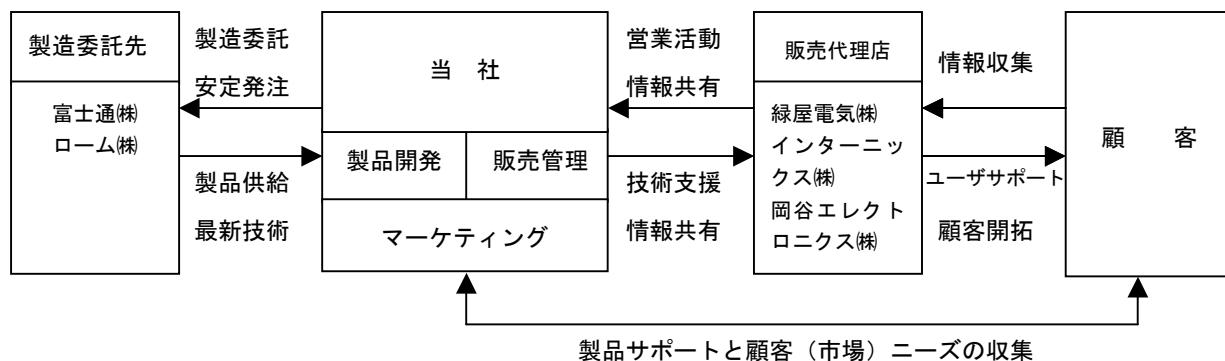 製造委託先
富士通㈱
ローム㈱
製造委託
安定発注
製品供給
最新技術
当 社
製品開発
販売管理
マーケティング
営業活動
情報共有
技術支援
情報共有
販売代理店
緑屋電気㈱
インターニッ
クス㈱
岡谷エレクト
ロニクス㈱
情報収集
ユーザサポート
顧客開拓
顧 客
製品サポートと顧客（市場）ニーズの収集